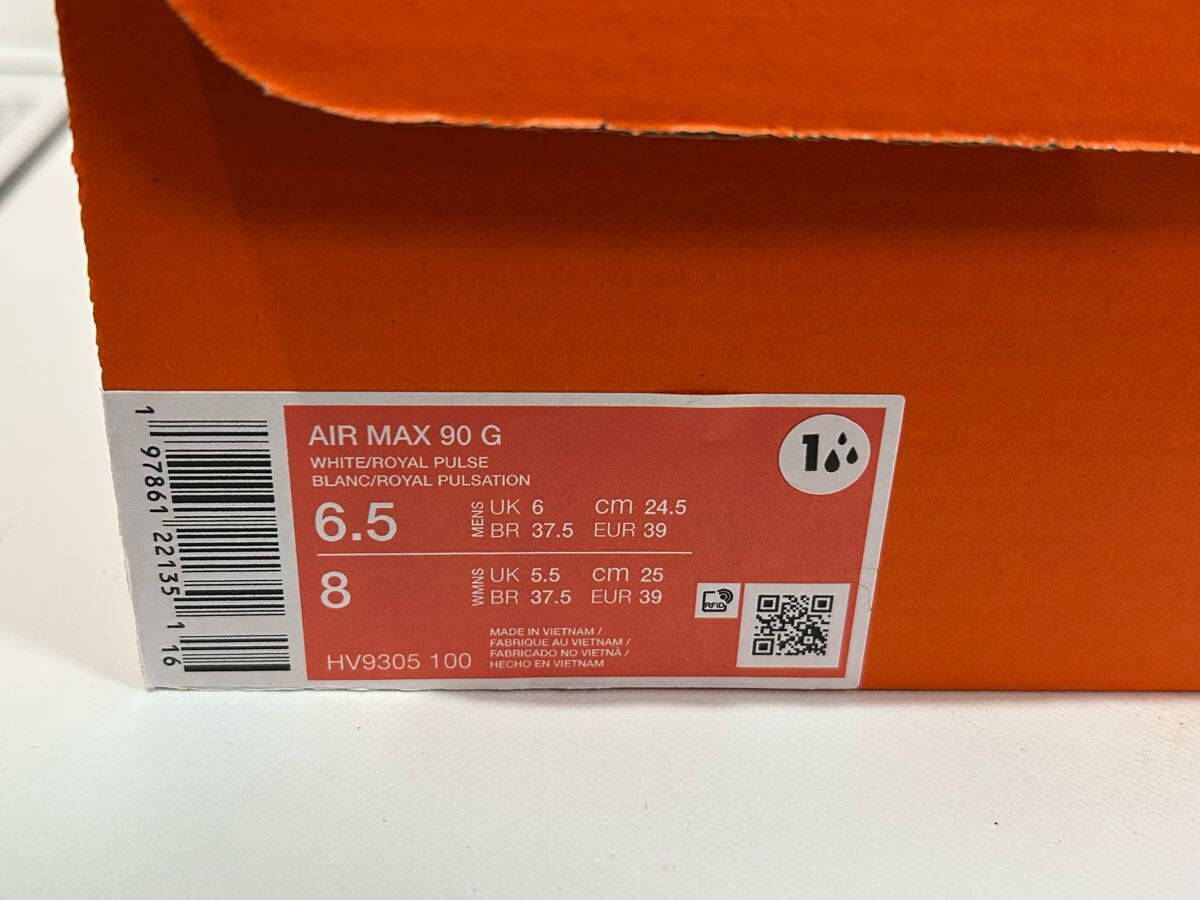 AIR MAX 90 G
WHITE/ROYAL PULSE
BLANC/ROYAL PULSATION
6.5 MENS UK 6 cm 24.5
BR 37.5 EUR 39
8 WMNS UK 5.5 cm 25
BR 37.5 EUR 39
HV9305 100
MADE IN VIETNAM /
FABRIQUE AU VIETNAM /
FABRICADO NO VIETNÃ /
HECHO EN VIETNAM
RFID
1
1 97861 22135 1 16